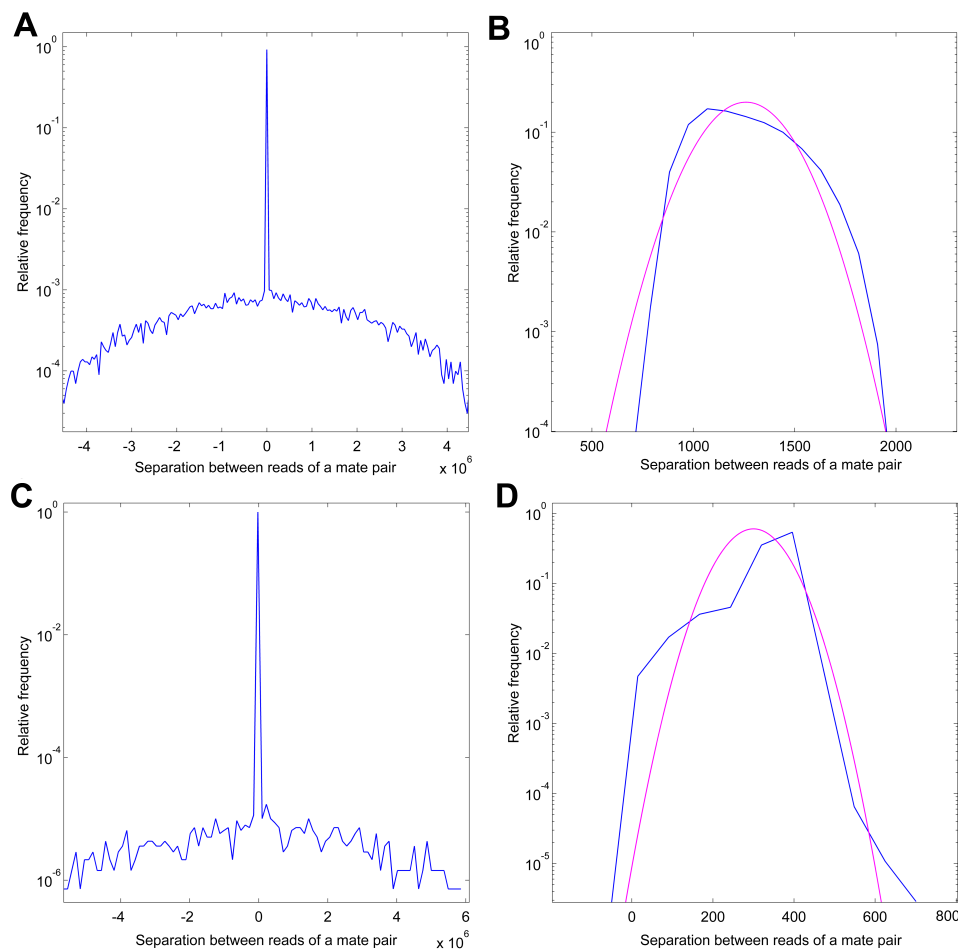 A
10^0
10^-1
10^-2
10^-3
10^-4
Relative frequency
-4 -3 -2 -1 0 1 2 3 4
Separation between reads of a mate pair
x 10^6
B
10^0
10^-1
10^-2
10^-3
10^-4
Relative frequency
500 1000 1500 2000
Separation between reads of a mate pair
C
10^0
10^-2
10^-4
10^-6
Relative frequency
-4 -2 0 2 4 6
Separation between reads of a mate pair
x 10^6
D
10^0
10^-1
10^-2
10^-3
10^-4
10^-5
Relative frequency
0 200 400 600 800
Separation between reads of a mate pair